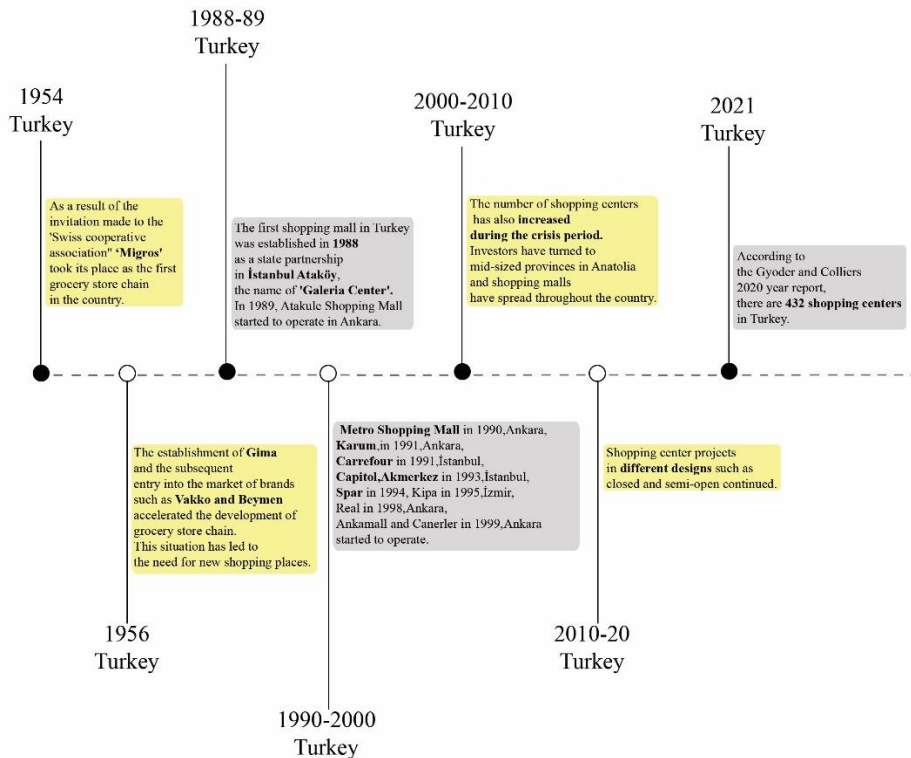 1954
Turkey
As a result of the
invitation made to the
'Swiss cooperative
association" 'Migros'
took its place as the first
grocery store chain
in the country.
1956
Turkey
The establishment of Gima
and the subsequent
entry into the market of brands
such as Vakko and Beymen
accelerated the development of
grocery store chain.
This situation has led to
the need for new shopping places.
1988-89
Turkey
The first shopping mall in Turkey
was established in 1988
as a state partnership
in İstanbul Ataköy,
the name of 'Galeria Center'.
In 1989, Atakule Shopping Mall
started to operate in Ankara.
1990-2000
Turkey
Metro Shopping Mall in 1990,Ankara,
Karum,in 1991,Ankara,
Carrefour in 1991,İstanbul,
Capitol,Akmerkez in 1993,İstanbul,
Spar in 1994, Kipa in 1995,İzmir,
Real in 1998,Ankara,
Ankamall and Canerler in 1999,Ankara
started to operate.
2000-2010
Turkey
The number of shopping centers
has also increased
during the crisis period.
Investors have turned to
mid-sized provinces in Anatolia
and shopping malls
have spread throughout the country.
2010-20
Turkey
Shopping center projects
in different designs such as
closed and semi-open continued.
2021
Turkey
According to
the Gyoder and Colliers
2020 year report,
there are 432 shopping centers
in Turkey.